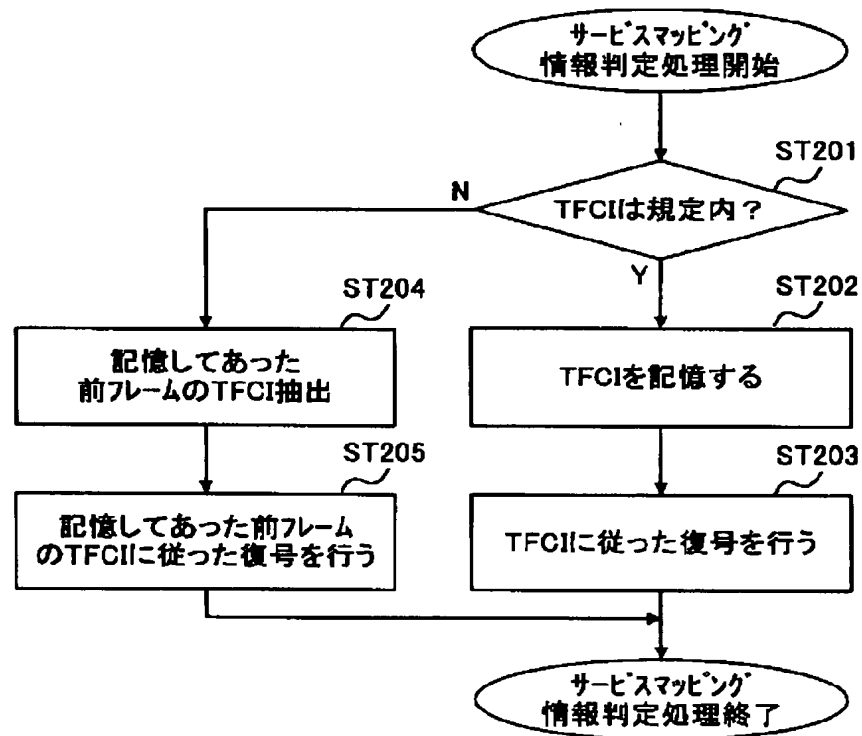 ｻｰﾋﾞｽﾏｯﾋﾟﾝｸﾞ
情報判定処理開始
ST201
TFCIは規定内？
N
Y
ST202
TFCIを記憶する
ST203
TFCIに従った復号を行う
ST204
記憶してあった
前ﾌﾚｰﾑのTFCI抽出
ST205
記憶してあった前ﾌﾚｰﾑ
のTFCIに従った復号を行う
ｻｰﾋﾞｽﾏｯﾋﾟﾝｸﾞ
情報判定処理終了